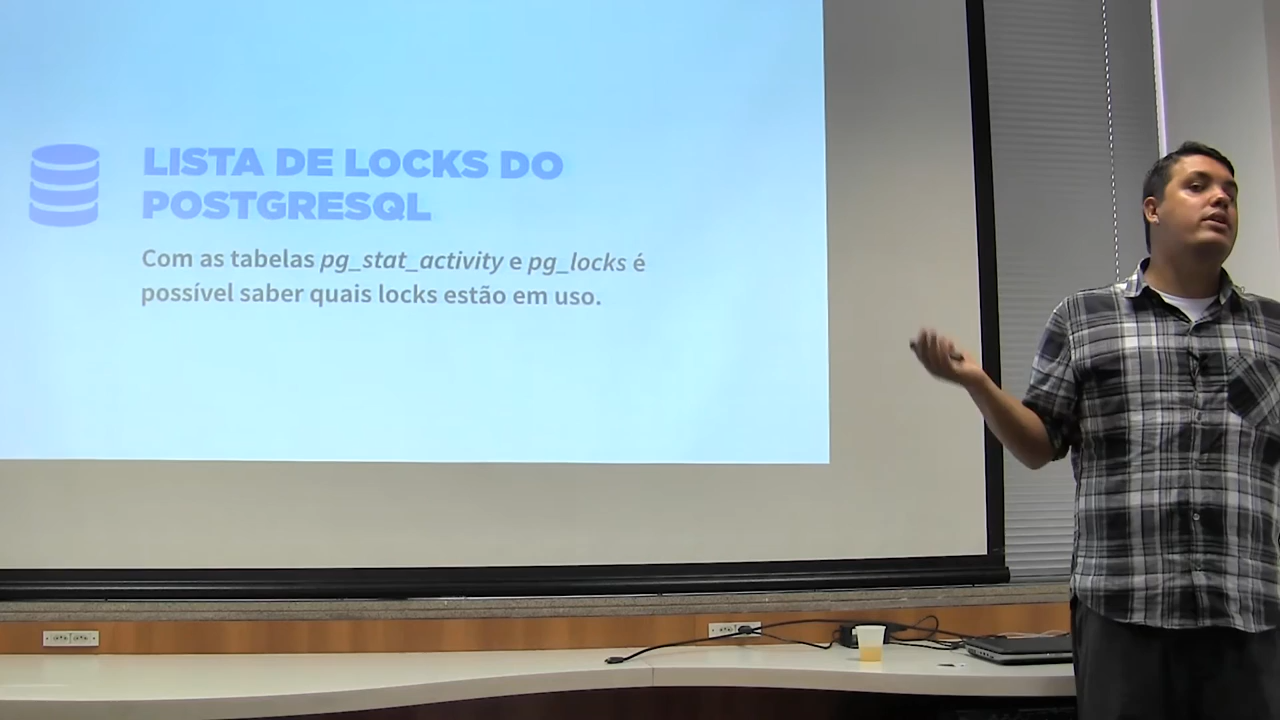 LISTA DE LOCKS DO
POSTGRESQL
Com as tabelas pg_stat_activity e pg_locks é
possível saber quais locks estão em uso.